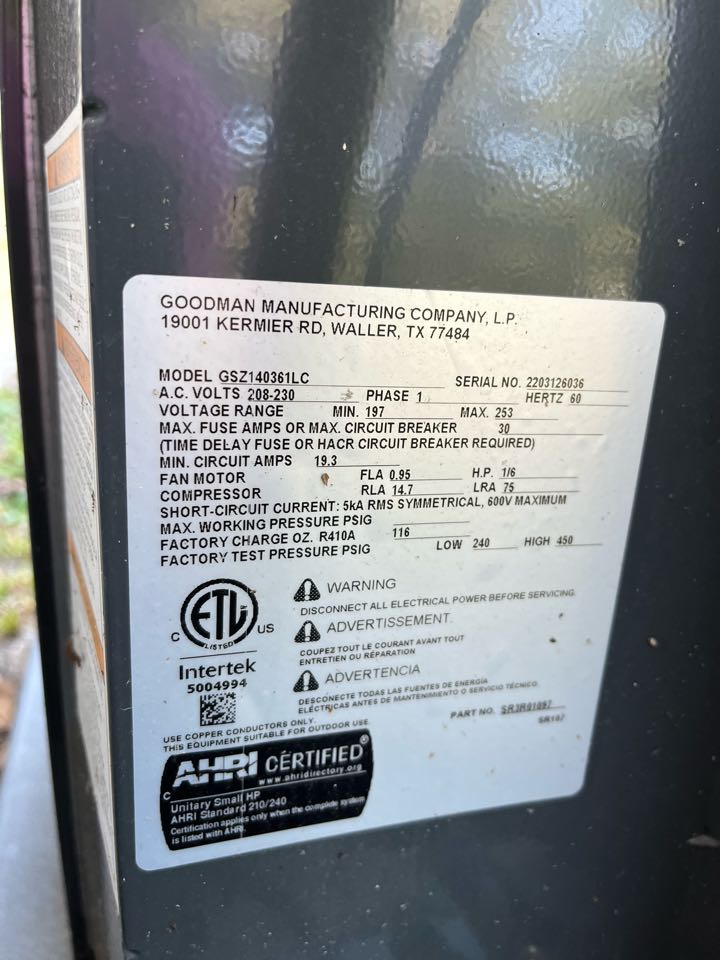 GOODMAN MANUFACTURING COMPANY, L.P.
19001 KERMIER RD, WALLER, TX 77484
MODEL GSZ140361LC SERIAL NO. 2203126036
A.C. VOLTS 208-230 PHASE 1 HERTZ 60
VOLTAGE RANGE MIN. 197 MAX. 253
MAX. FUSE AMPS OR MAX. CIRCUIT BREAKER 30
(TIME DELAY FUSE OR HACR CIRCUIT BREAKER REQUIRED)
MIN. CIRCUIT AMPS 19.3
FAN MOTOR FLA 0.95 H.P. 1/6
COMPRESSOR RLA 14.7 LRA 75
SHORT-CIRCUIT CURRENT: 5kA RMS SYMMETRICAL, 600V MAXIMUM
MAX. WORKING PRESSURE PSIG
FACTORY CHARGE OZ. R410A 116
FACTORY TEST PRESSURE PSIG LOW 240 HIGH 450
C ETL LISTED US
Intertek
5004994
WARNING
DISCONNECT ALL ELECTRICAL POWER BEFORE SERVICING.
ADVERTISSEMENT
COUPEZ TOUT LE COURANT AVANT TOUT
ENTRETIEN OU RÉPARATION
ADVERTENCIA
DESCONECTE TODAS LAS FUENTES DE ENERGÍA
ELÉCTRICAS ANTES DE MANTENIMIENTO O SERVICIO TÉCNICO.
USE COPPER CONDUCTORS ONLY.
THIS EQUIPMENT SUITABLE FOR OUTDOOR USE.
PART NO. SR3R01097
SR107
AHRI CERTIFIED®
www.ahridirectory.org
C
Unitary Small HP
AHRI Standard 210/240
Certification applies only when the complete system
is listed with AHRI.